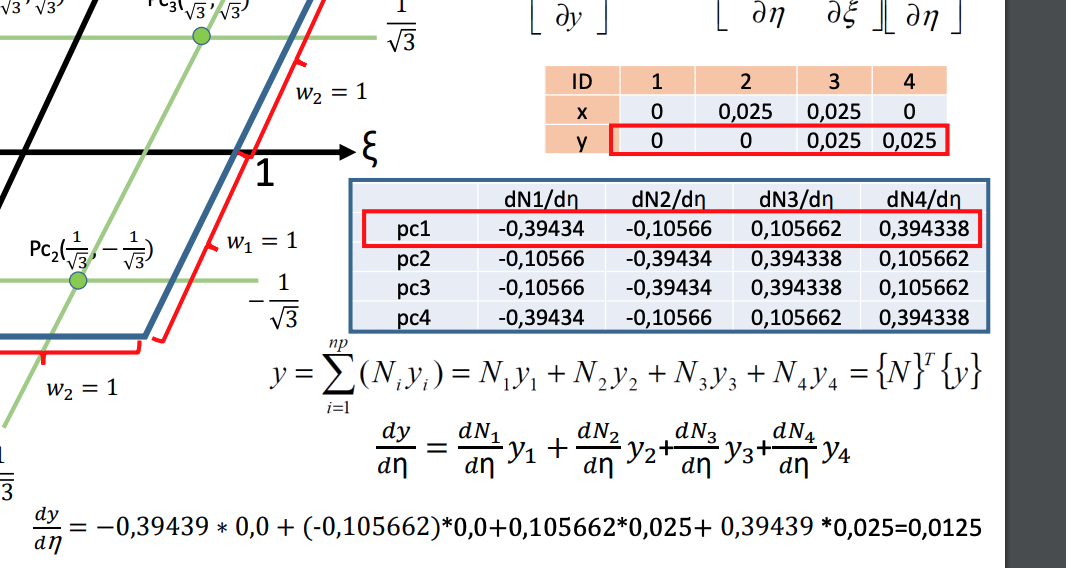 Pc₃(1/√3, 1/√3)
1/√3
[∂y] [∂η ∂ξ][∂η]
w₂ = 1
ID 1 2 3 4
x 0 0,025 0,025 0
y 0 0 0,025 0,025
ξ
1
dN1/dη dN2/dη dN3/dη dN4/dη
pc1 -0,39434 -0,10566 0,105662 0,394338
pc2 -0,10566 -0,39434 0,394338 0,105662
pc3 -0,10566 -0,39434 0,394338 0,105662
pc4 -0,39434 -0,10566 0,105662 0,394338
Pc₂(1/√3, −1/√3)
w₁ = 1
−1/√3
w₂ = 1
y = ∑_{i=1}^{np} (Nᵢyᵢ) = N₁y₁ + N₂y₂ + N₃y₃ + N₄y₄ = {N}ᵀ{y}
dy/dη = dN₁/dη y₁ + dN₂/dη y₂+ dN₃/dη y₃+ dN₄/dη y₄
dy/dη = −0,39439 ∗ 0,0 + (-0,105662)*0,0+0,105662*0,025+ 0,39439 *0,025=0,0125